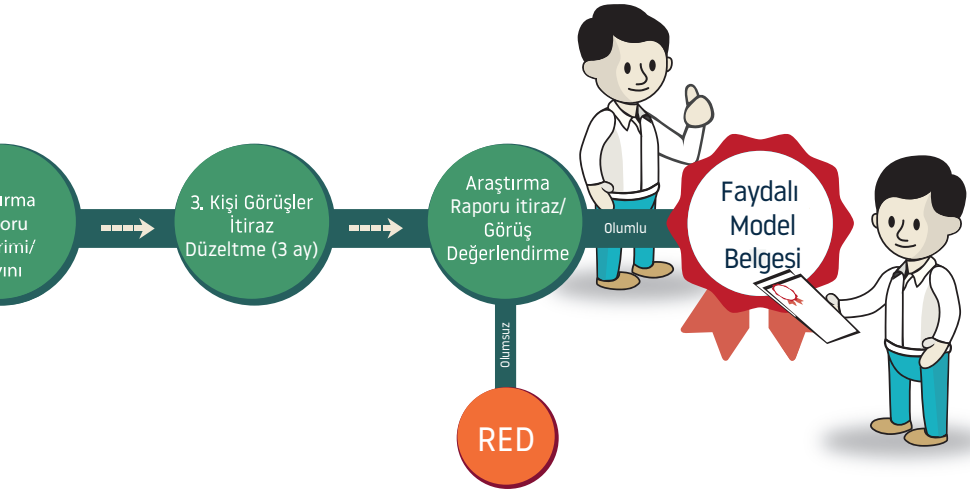 3. Kişi Görüşler
İtiraz
Düzeltme (3 ay)
Araştırma
Raporu itiraz/
Görüş
Değerlendirme
Olumlu
Faydalı
Model
Belgesi
Olumsuz
RED